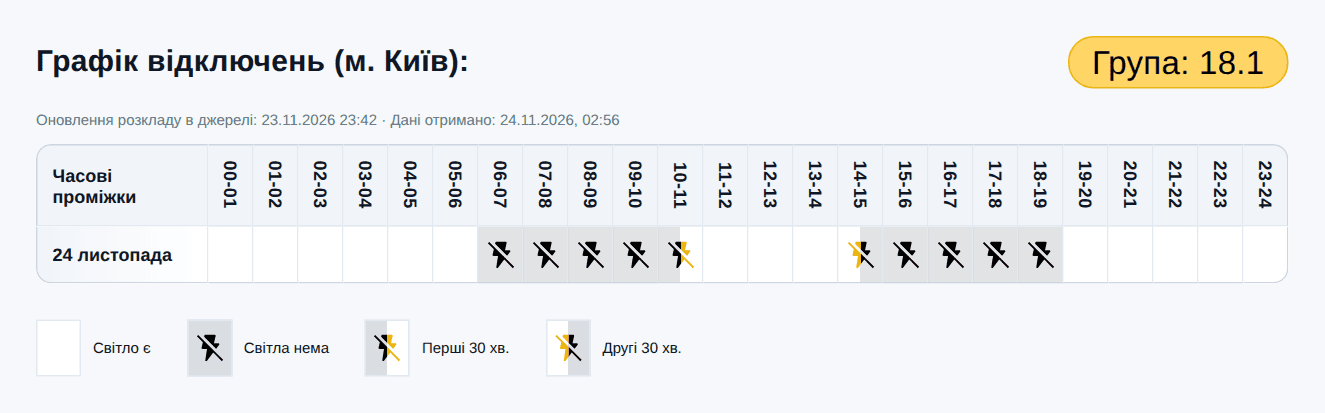 Графік відключень (м. Київ):
Група: 18.1
Оновлення розкладу в джерелі: 23.11.2026 23:42 · Дані отримано: 24.11.2026, 02:56
Часові
проміжки
00-01
01-02
02-03
03-04
04-05
05-06
06-07
07-08
08-09
09-10
10-11
11-12
12-13
13-14
14-15
15-16
16-17
17-18
18-19
19-20
20-21
21-22
22-23
23-24
24 листопада
Світло є
Світла нема
Перші 30 хв.
Другі 30 хв.